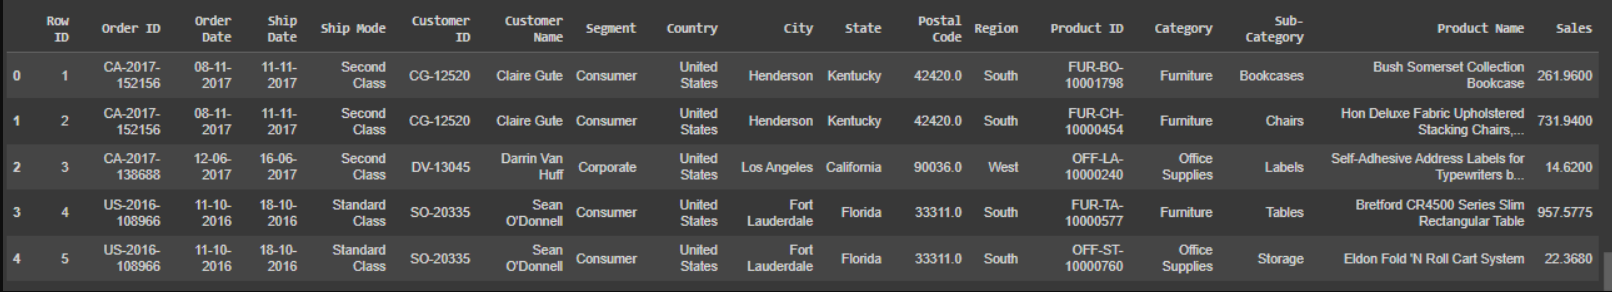 Row ID Order ID Order Date Ship Date Ship Mode Customer ID Customer Name Segment Country City State Postal Code Region Product ID Category Sub-Category Product Name Sales
0 1 CA-2017-152156 08-11-2017 11-11-2017 Second Class CG-12520 Claire Gute Consumer United States Henderson Kentucky 42420.0 South FUR-BO-10001798 Furniture Bookcases Bush Somerset Collection Bookcase 261.9600
1 2 CA-2017-152156 08-11-2017 11-11-2017 Second Class CG-12520 Claire Gute Consumer United States Henderson Kentucky 42420.0 South FUR-CH-10000454 Furniture Chairs Hon Deluxe Fabric Upholstered Stacking Chairs,... 731.9400
2 3 CA-2017-138688 12-06-2017 16-06-2017 Second Class DV-13045 Darrin Van Huff Corporate United States Los Angeles California 90036.0 West OFF-LA-10000240 Office Supplies Labels Self-Adhesive Address Labels for Typewriters b... 14.6200
3 4 US-2016-108966 11-10-2016 18-10-2016 Standard Class SO-20335 Sean O'Donnell Consumer United States Fort Lauderdale Florida 33311.0 South FUR-TA-10000577 Furniture Tables Bretford CR4500 Series Slim Rectangular Table 957.5775
4 5 US-2016-108966 11-10-2016 18-10-2016 Standard Class SO-20335 Sean O'Donnell Consumer United States Fort Lauderdale Florida 33311.0 South OFF-ST-10000760 Office Supplies Storage Eldon Fold 'N Roll Cart System 22.3680